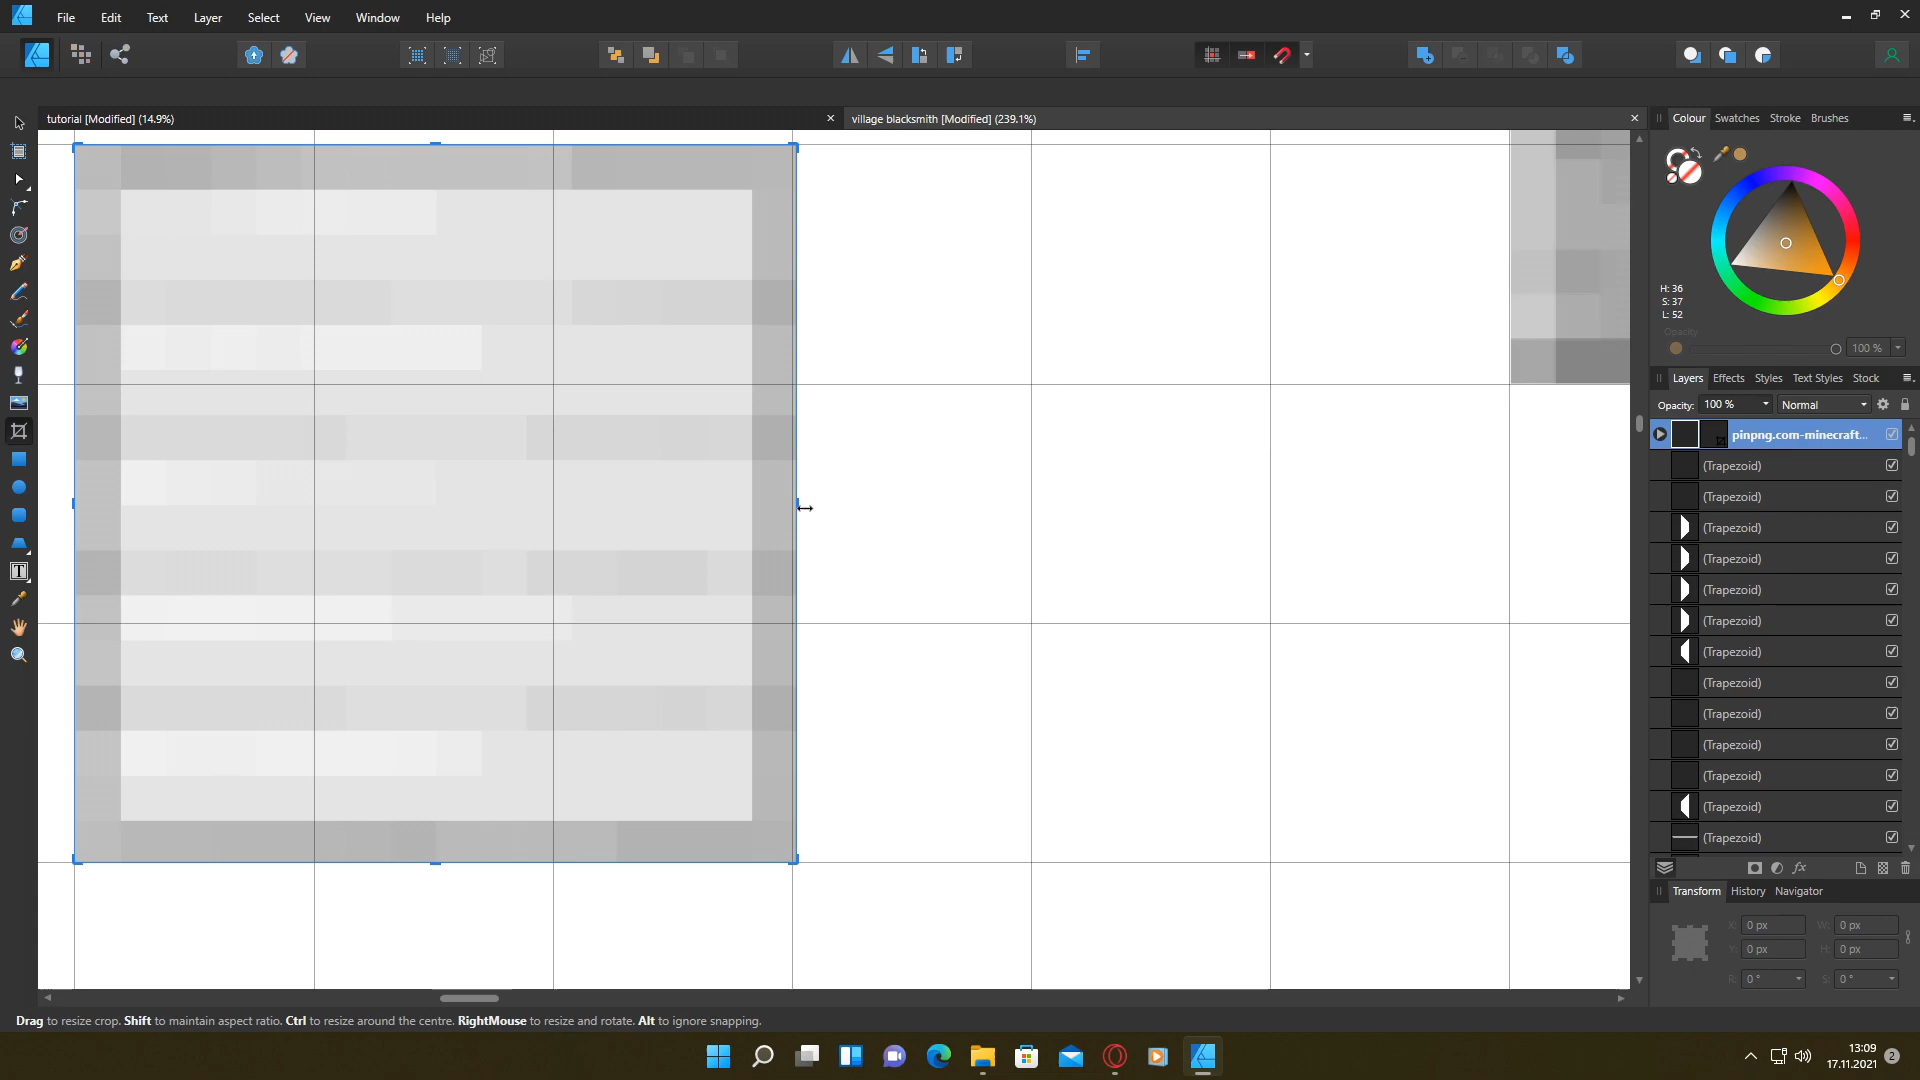 File Edit Text Layer Select View Window Help
tutorial [Modified] (14.9%)
village blacksmith [Modified] (239.1%)
Colour Swatches Stroke Brushes
H: 36
S: 37
L: 52
Opacity
100 %
Layers Effects Styles Text Styles Stock
Opacity: 100 % Normal
pinpng.com-minecraft...
(Trapezoid)
(Trapezoid)
(Trapezoid)
(Trapezoid)
(Trapezoid)
(Trapezoid)
(Trapezoid)
(Trapezoid)
(Trapezoid)
(Trapezoid)
(Trapezoid)
(Trapezoid)
(Trapezoid)
fx
Transform History Navigator
X: 0 px W: 0 px
Y: 0 px H: 0 px
R: 0 ° S: 0 °
Drag to resize crop. Shift to maintain aspect ratio. Ctrl to resize around the centre. RightMouse to resize and rotate. Alt to ignore snapping.
13:09
17.11.2021
2